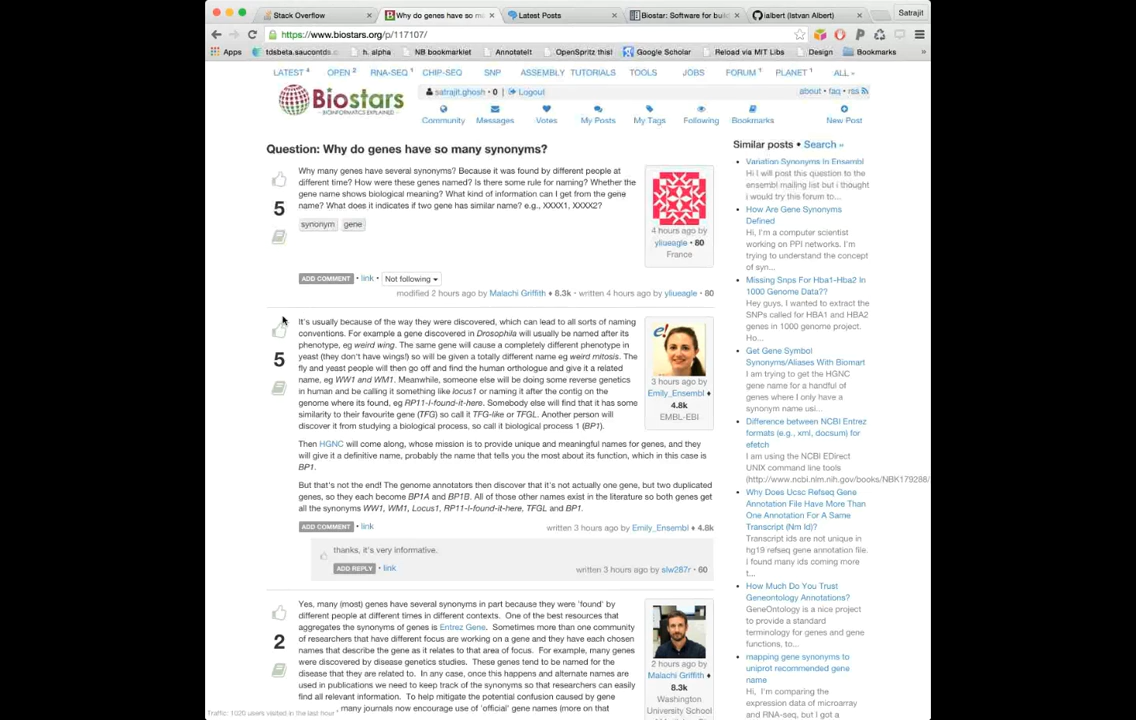 Stack Overflow
Why do genes have so mi
Latest Posts
Biostar: Software for buil
ialbert (Istvan Albert)
Satrajit
https://www.biostars.org/p/117107/
Apps
tdsbeta.saucontds.c
h. alpha
NB bookmarklet
AnnotateIt
OpenSpritz this!
Google Scholar
Reload via MIT Libs
Design
Bookmarks
»
LATEST 4 OPEN 2 RNA-SEQ 1 CHIP-SEQ SNP ASSEMBLY TUTORIALS TOOLS JOBS FORUM 1 PLANET 1 ALL
Biostars
BIOINFORMATICS EXPLAINED
satrajit.ghosh • 0 | Logout
about • faq • rss
Community Messages Votes My Posts My Tags Following Bookmarks New Post
Question: Why do genes have so many synonyms?
Why many genes have several synonyms? Because it was found by different people at
different time? How were these genes named? Is there some rule for naming? Whether the
gene name shows biological meaning? What kind of information can I get from the gene
name? What does it indicates if two gene has similar name? e.g., XXXX1, XXXX2?
5
synonym gene
4 hours ago by
yliueagle • 80
France
ADD COMMENT • link • Not following
modified 2 hours ago by Malachi Griffith ♦ 8.3k • written 4 hours ago by yliueagle • 80
It's usually because of the way they were discovered, which can lead to all sorts of naming
conventions. For example a gene discovered in Drosophila will usually be named after its
phenotype, eg weird wing. The same gene will cause a completely different phenotype in
yeast (they don't have wings!) so will be given a totally different name eg weird mitosis. The
fly and yeast people will then go off and find the human orthologue and give it a related
name, eg WW1 and WM1. Meanwhile, someone else will be doing some reverse genetics
in human and be calling it something like locus1 or naming it after the contig on the
genome where its found, eg RP11-I-found-it-here. Somebody else will find that it has some
similarity to their favourite gene (TFG) so call it TFG-like or TFGL. Another person will
discover it from studying a biological process, so call it biological process 1 (BP1).
5
e!
3 hours ago by
Emily_Ensembl ♦
4.8k
EMBL-EBI
Then HGNC will come along, whose mission is to provide unique and meaningful names for genes, and they
will give it a definitive name, probably the name that tells you the most about its function, which in this case is
BP1.
But that's not the end! The genome annotators then discover that it's not actually one gene, but two duplicated
genes, so they each become BP1A and BP1B. All of those other names exist in the literature so both genes get
all the synonyms WW1, WM1, Locus1, RP11-I-found-it-here, TFGL and BP1.
ADD COMMENT • link
written 3 hours ago by Emily_Ensembl ♦ 4.8k
thanks, it's very informative.
ADD REPLY • link
written 3 hours ago by slw287r • 60
Yes, many (most) genes have several synonyms in part because they were 'found' by
different people at different times in different contexts. One of the best resources that
aggregates the synonyms of genes is Entrez Gene. Sometimes more than one community
of researchers that have different focus are working on a gene and they have each chosen
names that describe the gene as it relates to that area of focus. For example, many genes
were discovered by disease genetics studies. These genes tend to be named for the
disease that they are related to. In any case, once this happens and alternate names are
used in publications we need to keep track of the synonyms so that researchers can easily
find all relevant information. To help mitigate the potential confusion caused by gene
, many journals now encourage use of 'official' gene names (more on that
2
2 hours ago by
Malachi Griffith ♦
8.3k
Washington
University School
Traffic: 1020 users visited in the last hour
Similar posts • Search »
Variation Synonyms In Ensembl
Hi I will post this question to the
ensembl mailing list but i thought
i would try this forum to...
How Are Gene Synonyms
Defined
Hi, I'm a computer scientist
working on PPI networks. I'm
trying to understand the concept
of syn...
Missing Snps For Hba1-Hba2 In
1000 Genome Data??
Hey guys, I wanted to extract the
SNPs called for HBA1 and HBA2
genes in 1000 genome project.
Ho...
Get Gene Symbol
Synonyms/Aliases With Biomart
I am trying to get the HGNC
gene name for a handful of
genes where I only have a
synonym name usi...
Difference between NCBI Entrez
formats (e.g., xml, docsum) for
efetch
I am using the NCBI EDirect
UNIX command line tools
(http://www.ncbi.nlm.nih.gov/books/NBK179288/
Why Does Ucsc Refseq Gene
Annotation File Have More Than
One Annotation For A Same
Transcript (Nm Id)?
Transcript ids are not unique in
hg19 refseq gene annotation file.
I found many ids coming more
t...
How Much Do You Trust
Geneontology Annotations?
GeneOntology is a nice project
to provide a standard
terminology for genes and gene
functions, to...
mapping gene synonyms to
uniprot recommended gene
name
Hi, I'm comparing the
expression data of microarray
and RNA-seq, but I got a